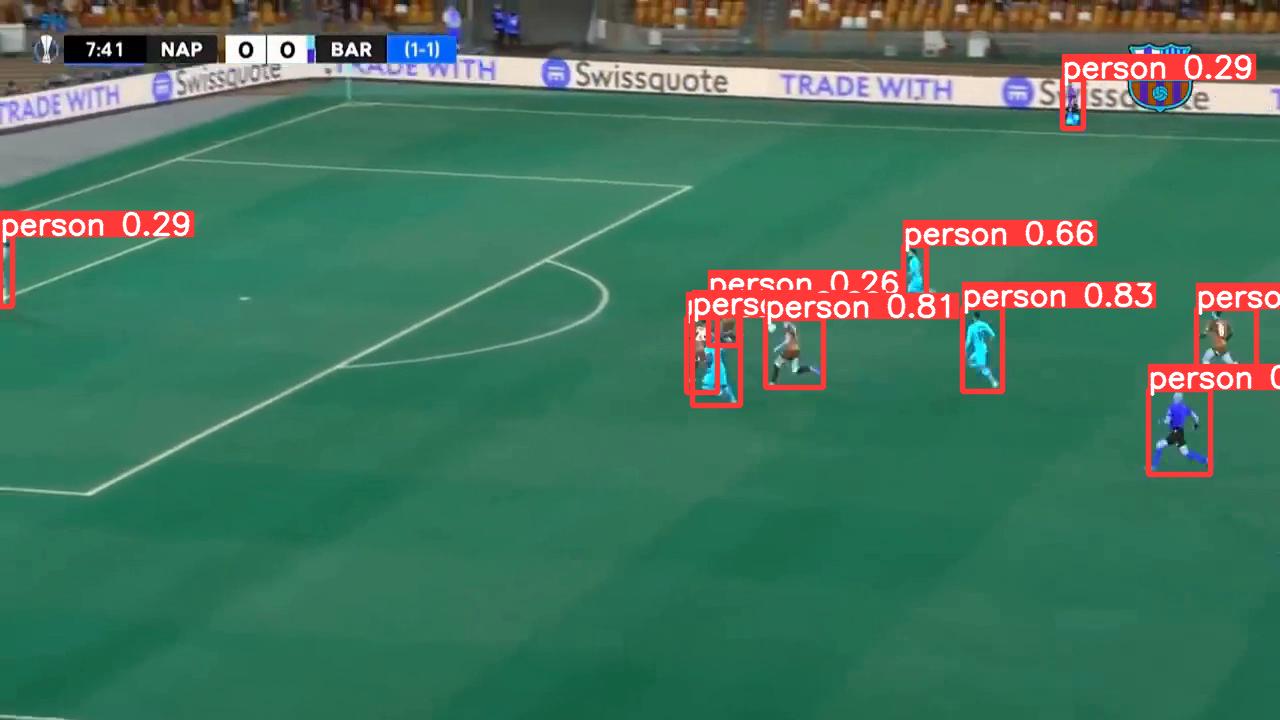 7:41 NAP 0 0 BAR (1-1)
TRADE WITH Swissquote TRADE WITH Swissquote TRADE WITH Swissquote
person 0.29
person 0.29
person 0.66
person 0.26
person 0.81
person 0.83
person
8